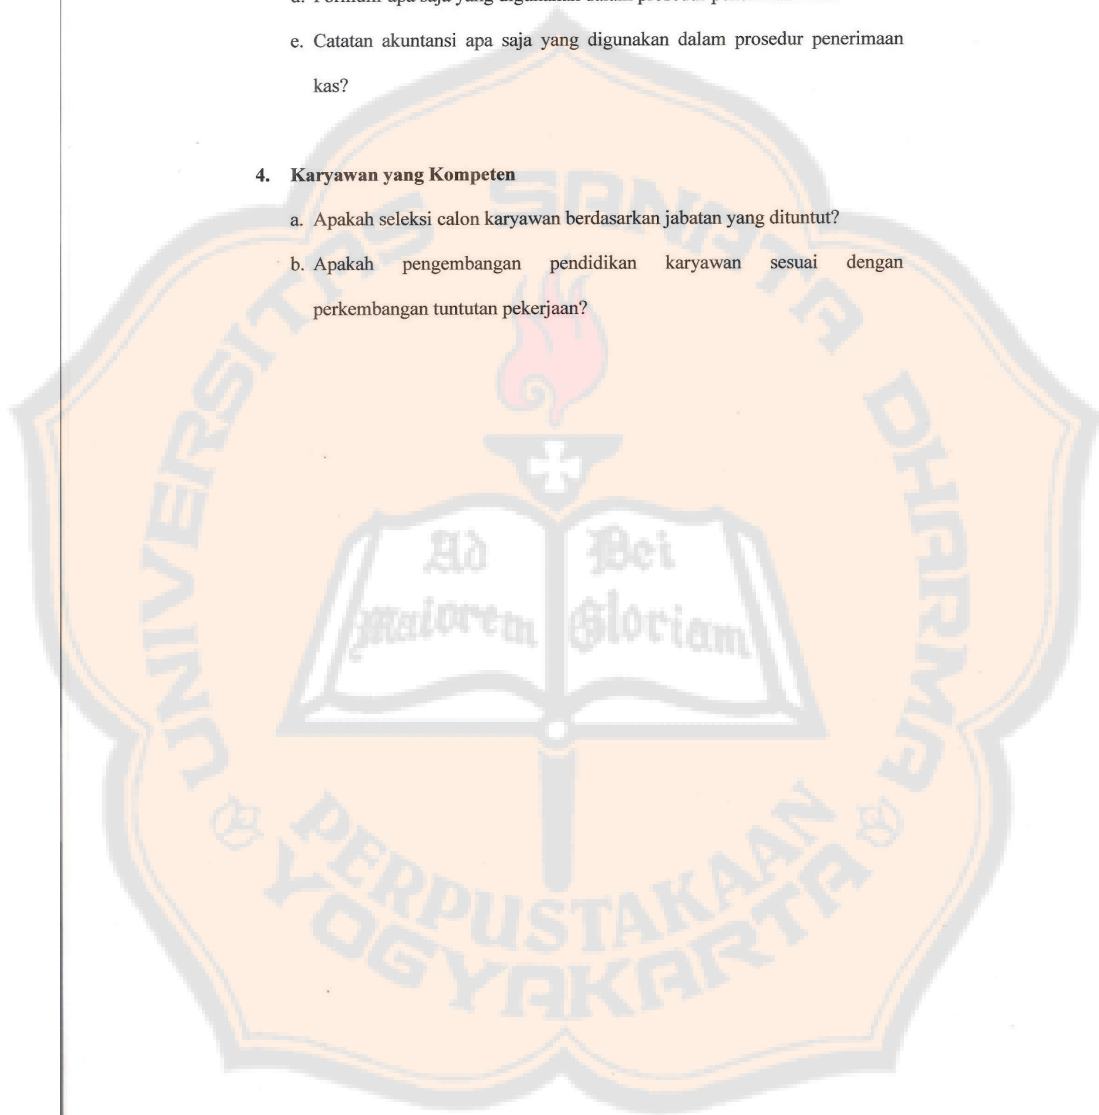 e. Catatan akuntansi apa saja yang digunakan dalam prosedur penerimaan
kas?
4. Karyawan yang Kompeten
a. Apakah seleksi calon karyawan berdasarkan jabatan yang dituntut?
b. Apakah pengembangan pendidikan karyawan sesuai dengan
perkembangan tuntutan pekerjaan?
UNIVERSITAS SANATA DHARMA
Ad Dei
maiorem Gloriam
PERPUSTAKAAN
YOGYAKARTA